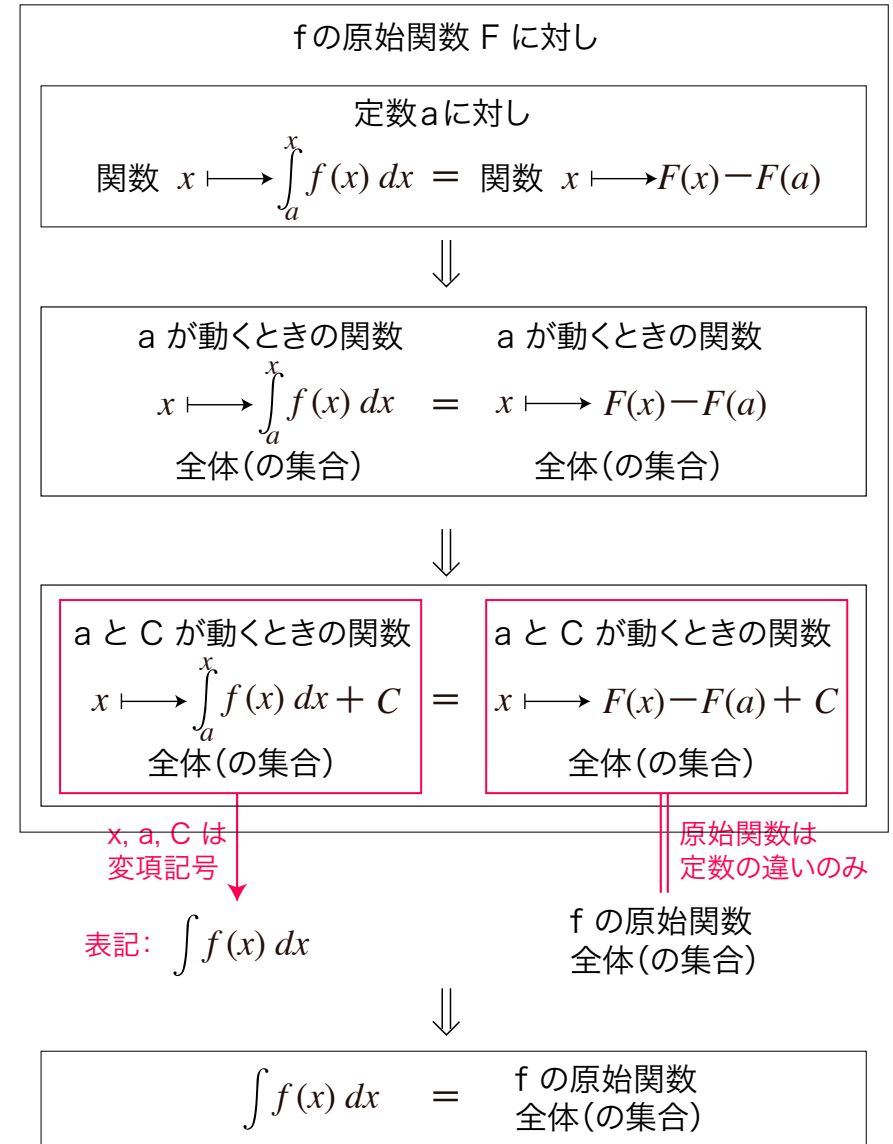 fの原始関数 F に対し
定数aに対し
関数 x ⟼ ∫_a^x f(x) dx = 関数 x ⟼ F(x)−F(a)
⇓
a が動くときの関数 a が動くときの関数
x ⟼ ∫_a^x f(x) dx = x ⟼ F(x)−F(a)
全体(の集合) 全体(の集合)
⇓
a と C が動くときの関数 a と C が動くときの関数
x ⟼ ∫_a^x f(x) dx + C = x ⟼ F(x)−F(a) + C
全体(の集合) 全体(の集合)
x, a, C は 原始関数は
変項記号 定数の違いのみ
表記: ∫ f(x) dx
f の原始関数
全体(の集合)
⇓
∫ f(x) dx = f の原始関数
全体(の集合)